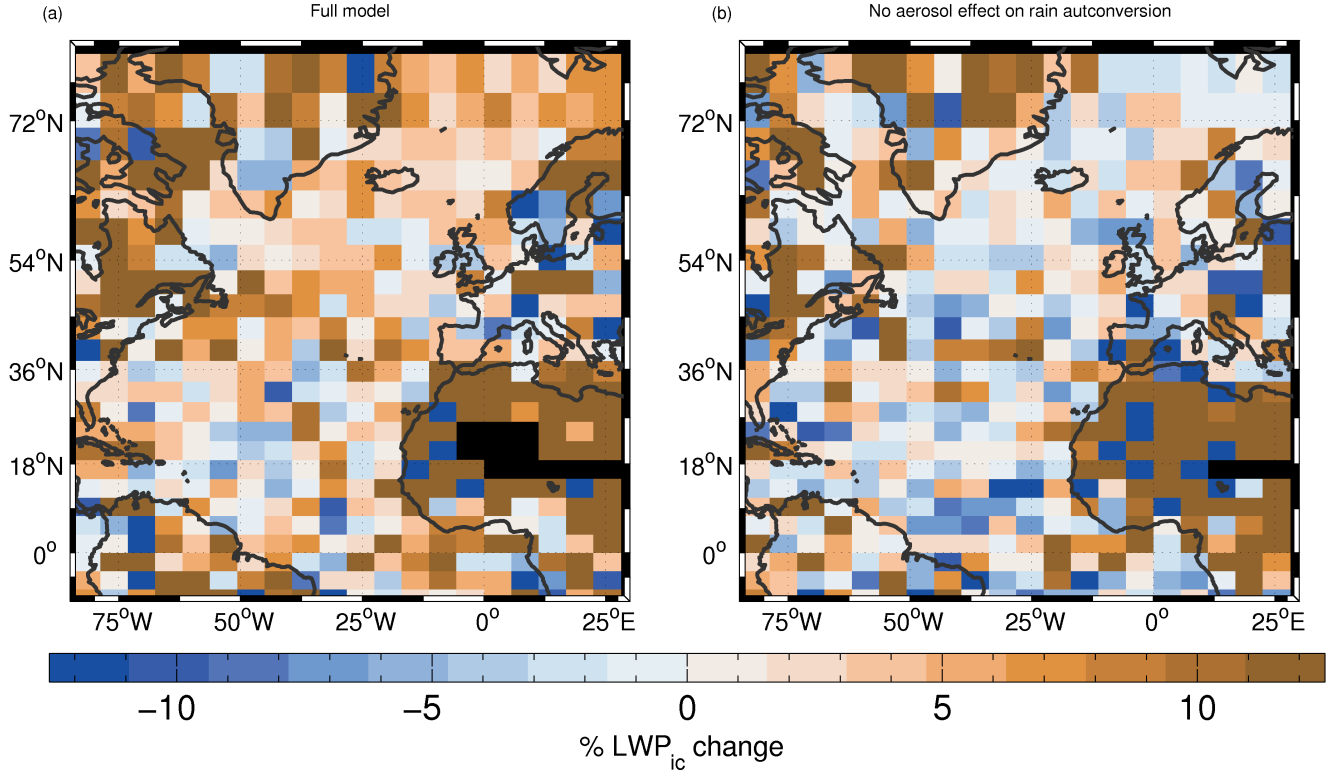 (a) Full model (b) No aerosol effect on rain autconversion
72°N 72°N
54°N 54°N
36°N 36°N
18°N 18°N
0° 0°
75°W 50°W 25°W 0° 25°E 75°W 50°W 25°W 0° 25°E
−10 −5 0 5 10
% LWPic change